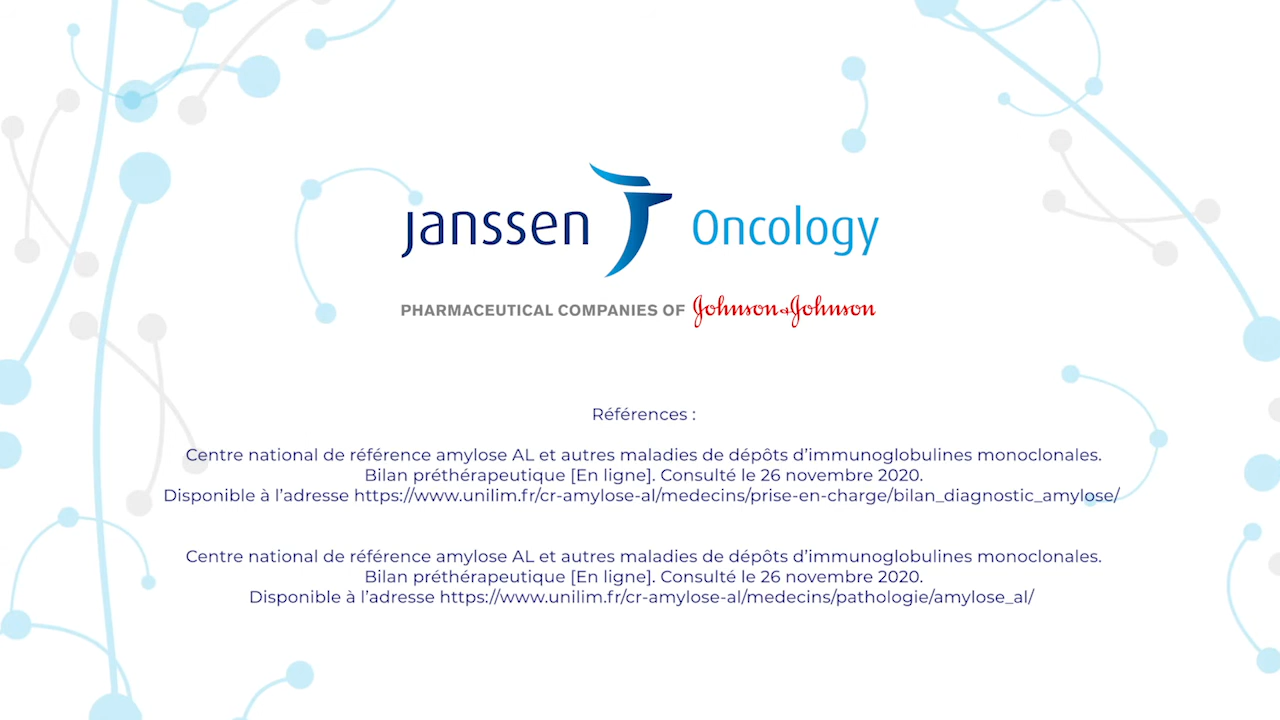 Janssen Oncology
PHARMACEUTICAL COMPANIES OF Johnson & Johnson
Références :
Centre national de référence amylose AL et autres maladies de dépôts d’immunoglobulines monoclonales.
Bilan préthérapeutique [En ligne]. Consulté le 26 novembre 2020.
Disponible à l’adresse https://www.unilim.fr/cr-amylose-al/medecins/prise-en-charge/bilan_diagnostic_amylose/
Centre national de référence amylose AL et autres maladies de dépôts d’immunoglobulines monoclonales.
Bilan préthérapeutique [En ligne]. Consulté le 26 novembre 2020.
Disponible à l’adresse https://www.unilim.fr/cr-amylose-al/medecins/pathologie/amylose_al/